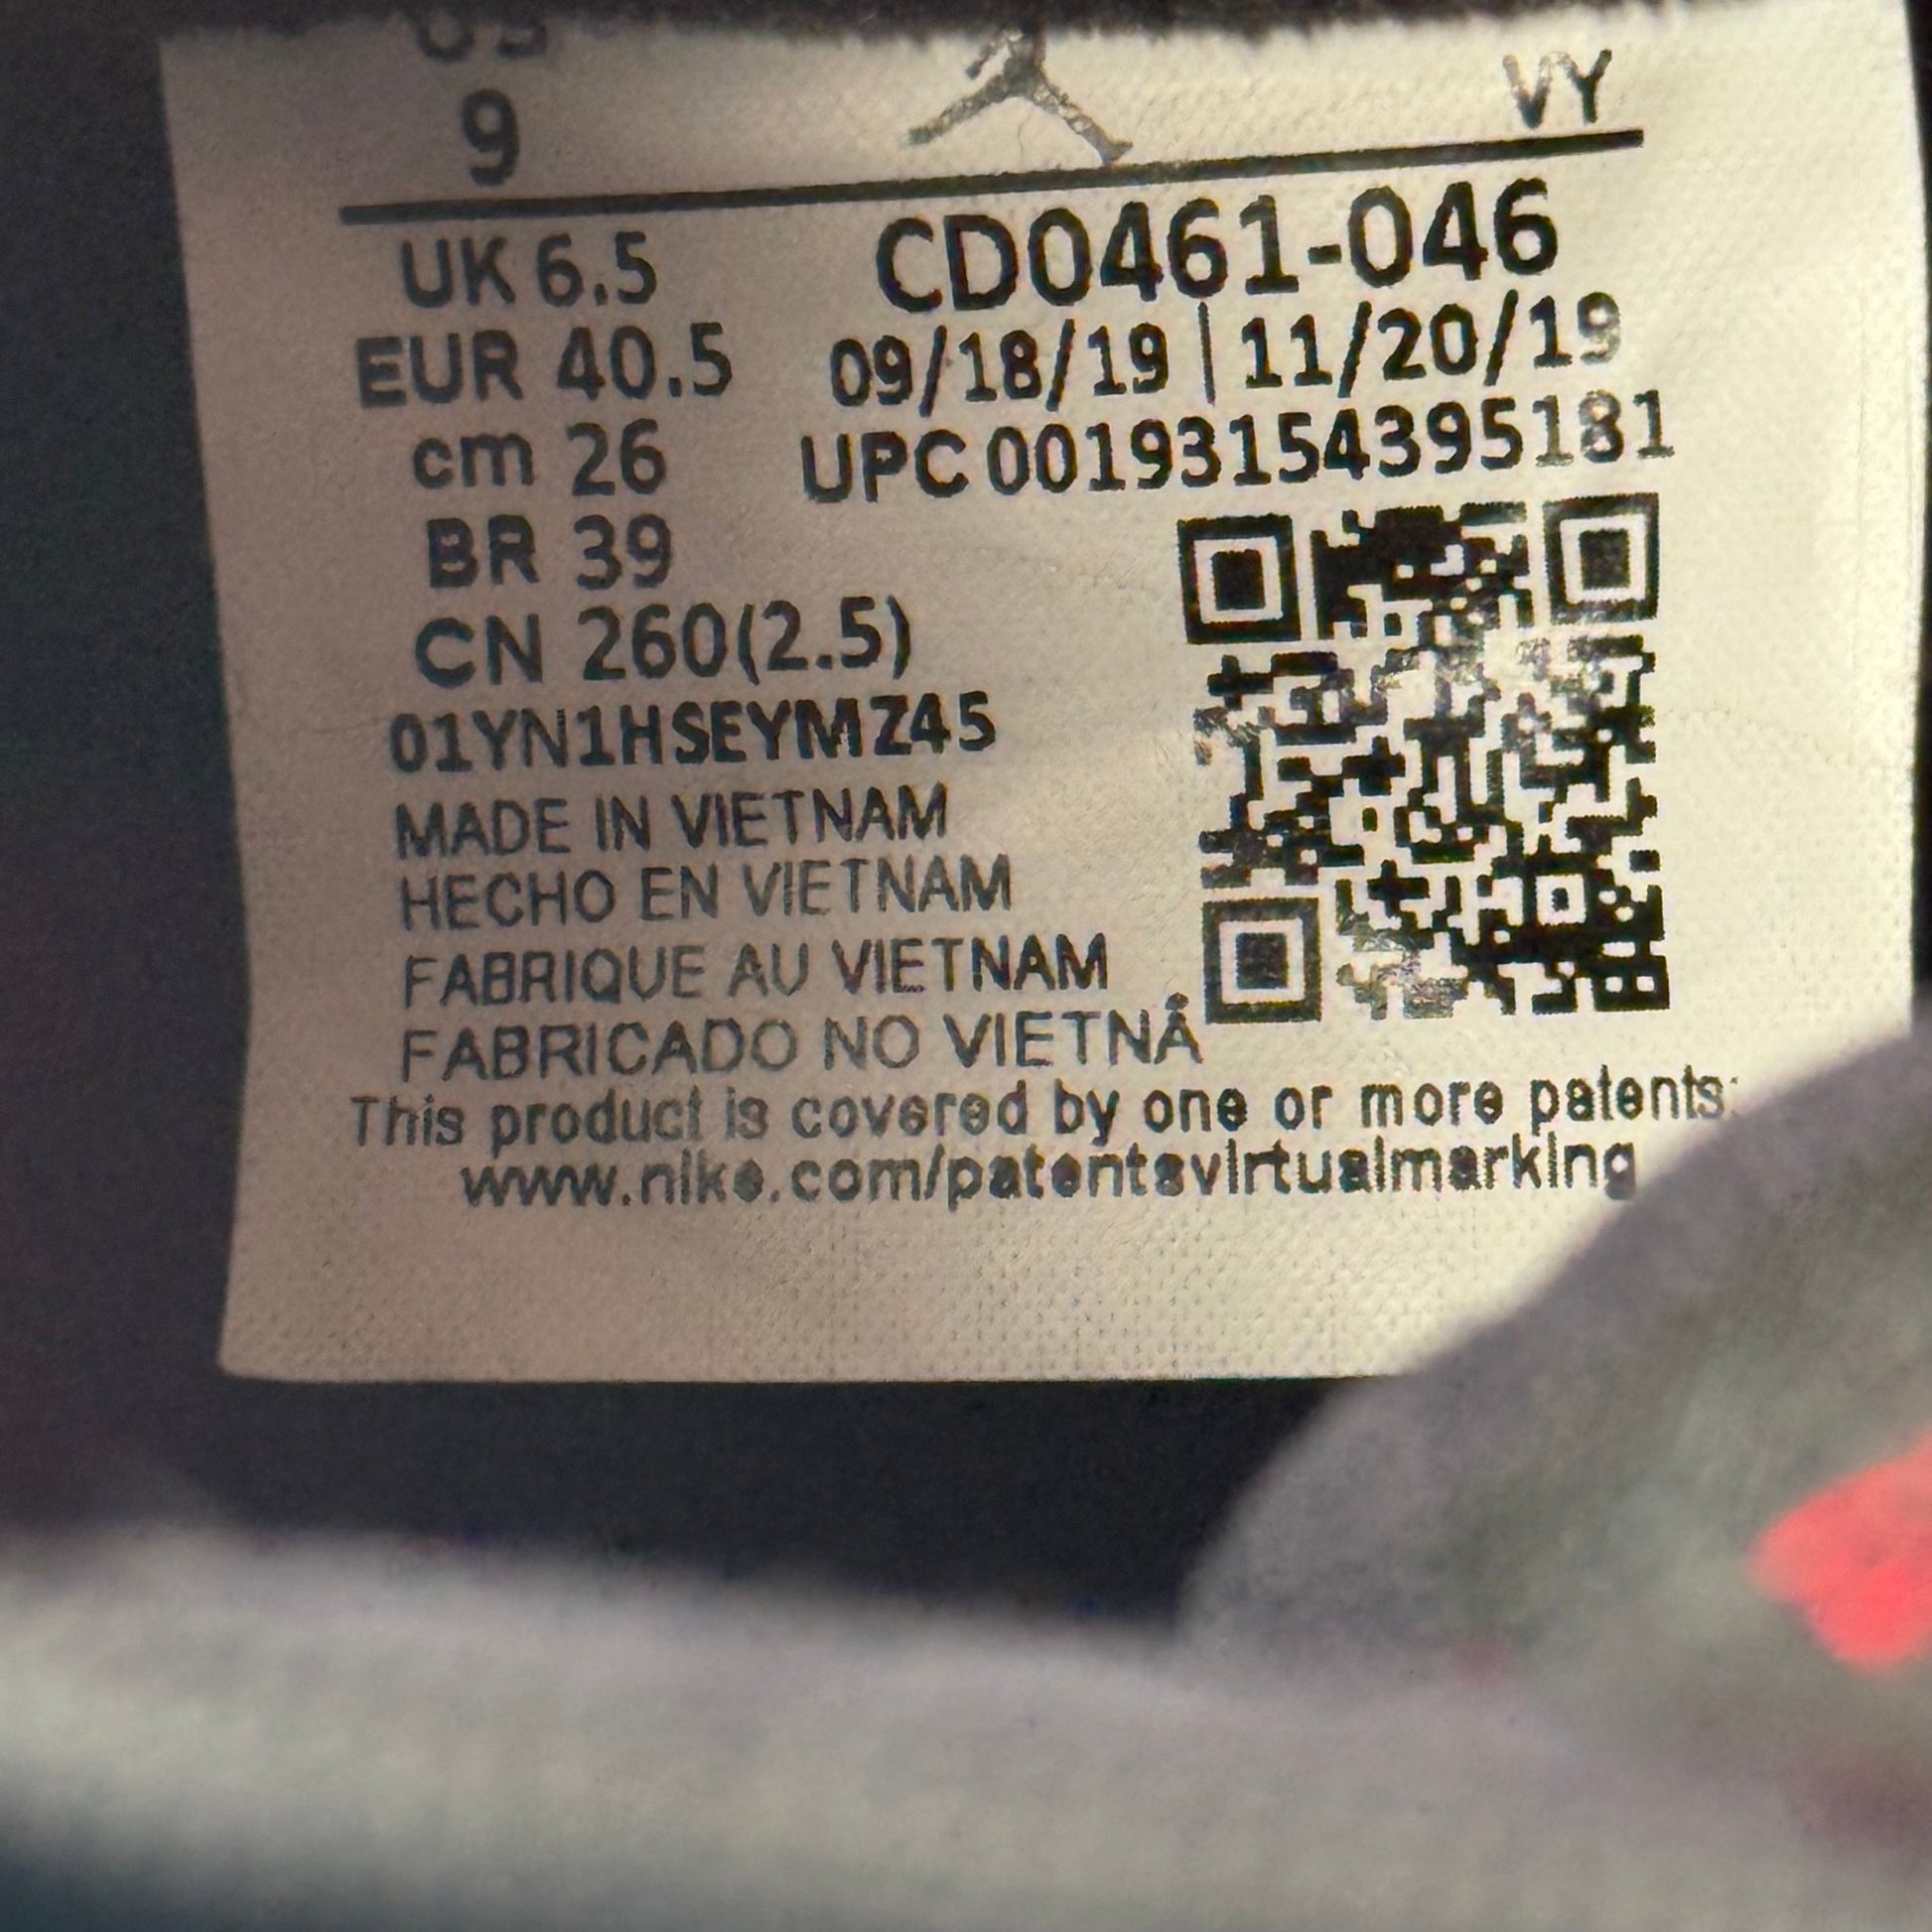 US VY
9
UK 6.5 CD0461-046
EUR 40.5 09/18/19 | 11/20/19
cm 26 UPC 00193154395181
BR 39
CN 260(2.5)
01YN1HSEYMZ45
MADE IN VIETNAM
HECHO EN VIETNAM
FABRIQUE AU VIETNAM
FABRICADO NO VIETNÃ
This product is covered by one or more patents:
www.nike.com/patentsvirtualmarking